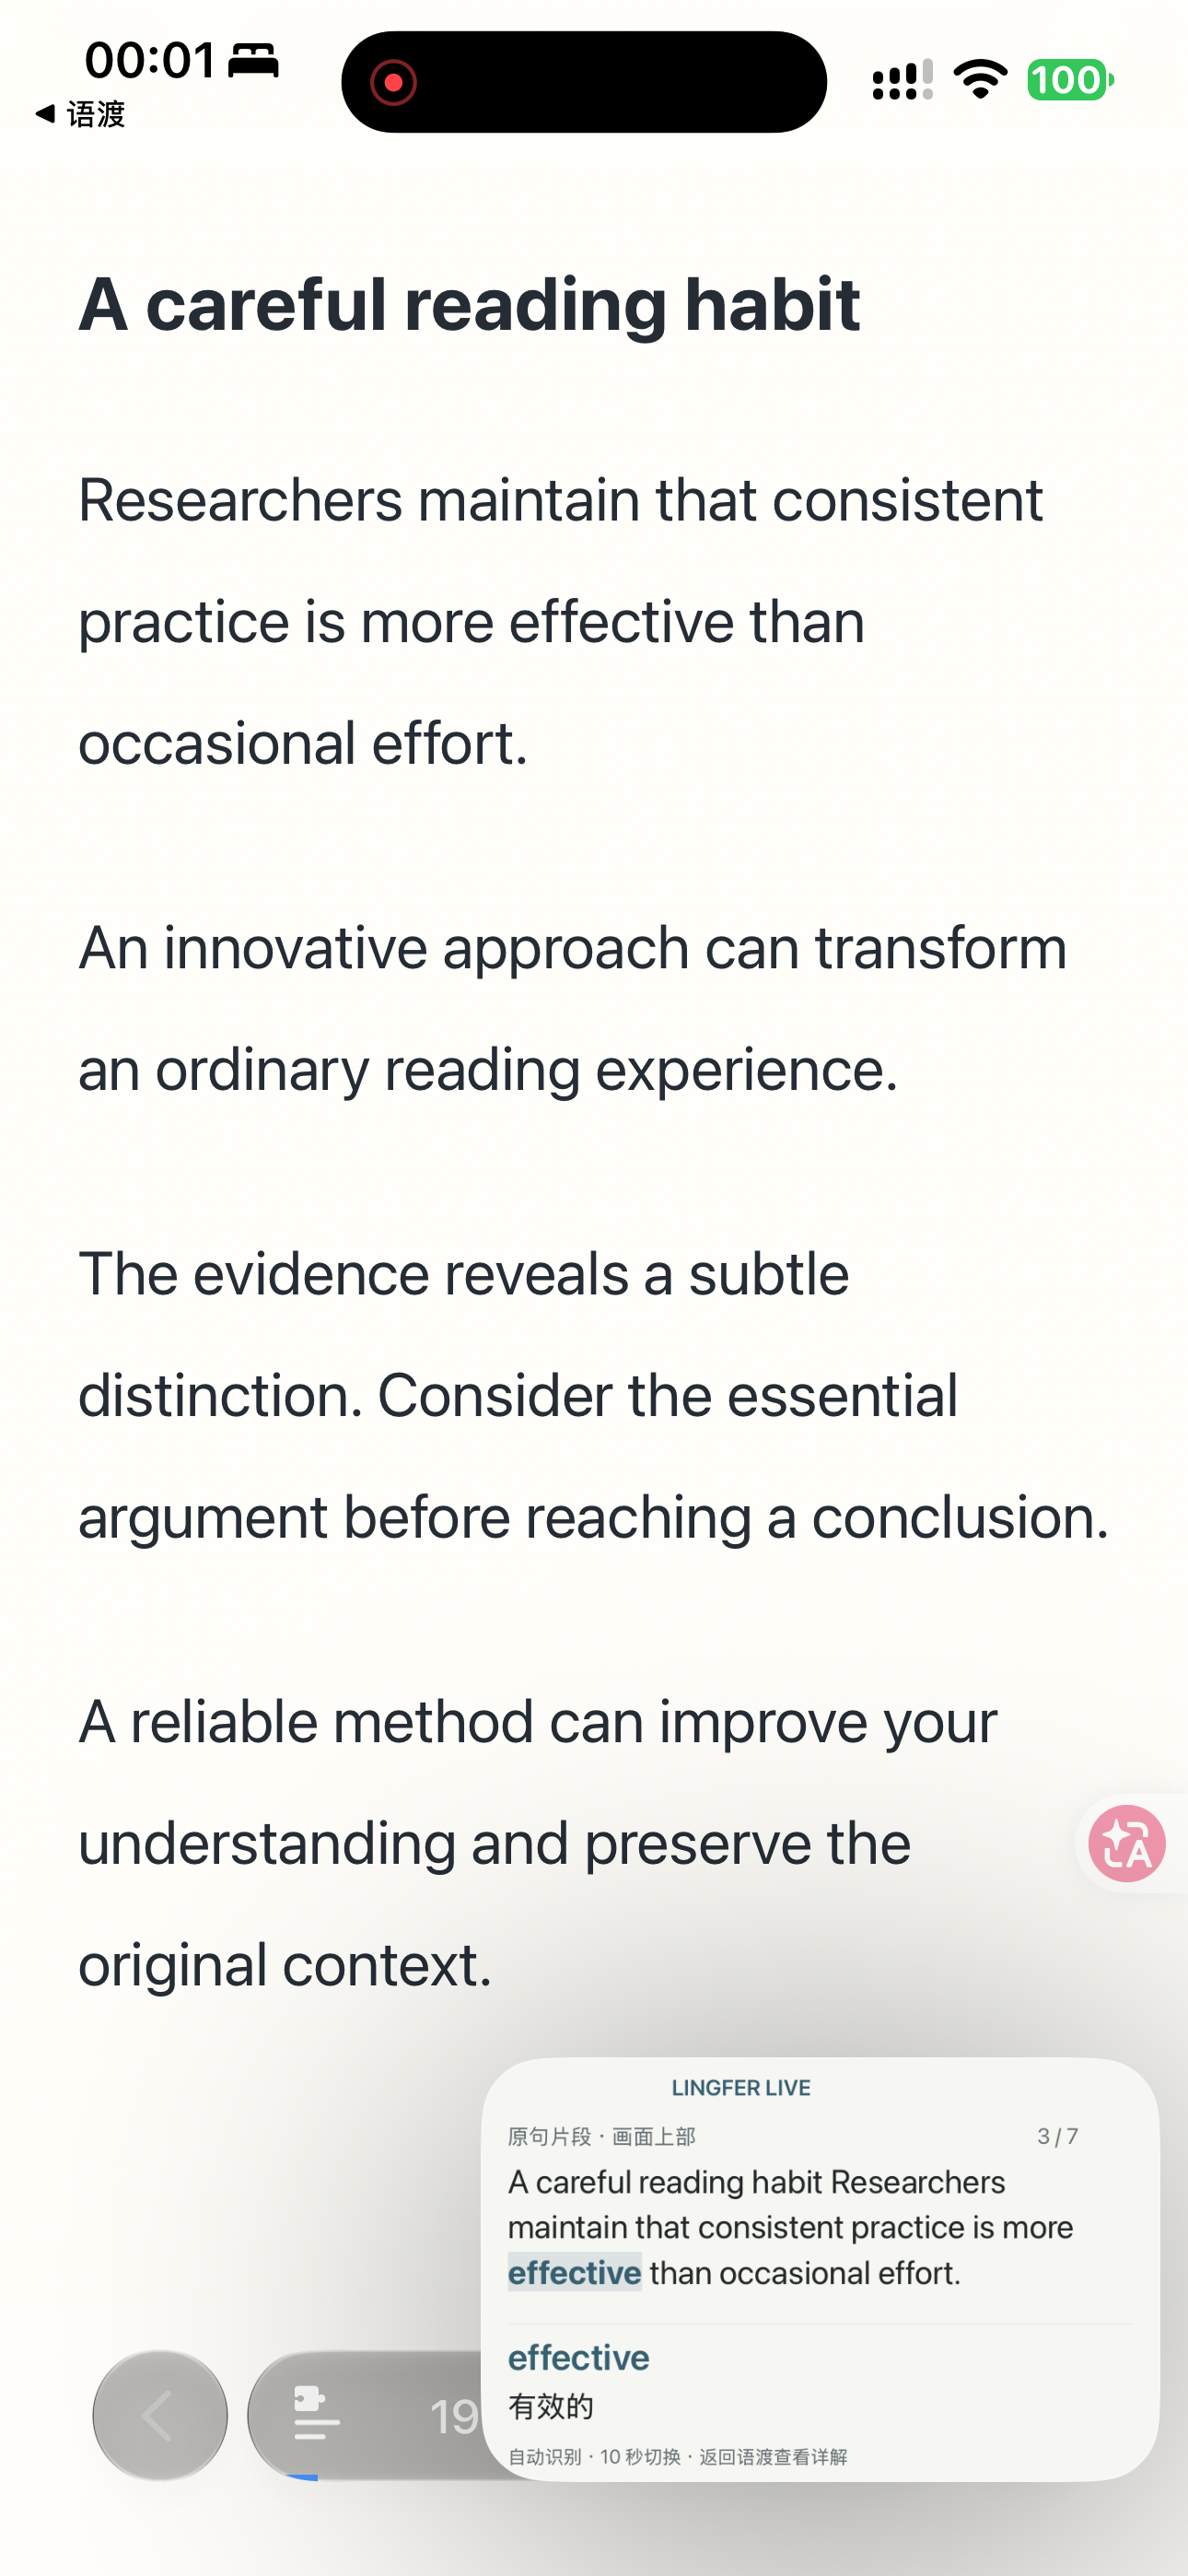 00:01
100
◀ 语渡
A careful reading habit
Researchers maintain that consistent
practice is more effective than
occasional effort.
An innovative approach can transform
an ordinary reading experience.
The evidence reveals a subtle
distinction. Consider the essential
argument before reaching a conclusion.
A reliable method can improve your
understanding and preserve the
original context.
LINGFER LIVE
原句片段 · 画面上部 3 / 7
A careful reading habit Researchers
maintain that consistent practice is more
effective than occasional effort.
effective
有效的
自动识别 · 10 秒切换 · 返回语渡查看详解
19